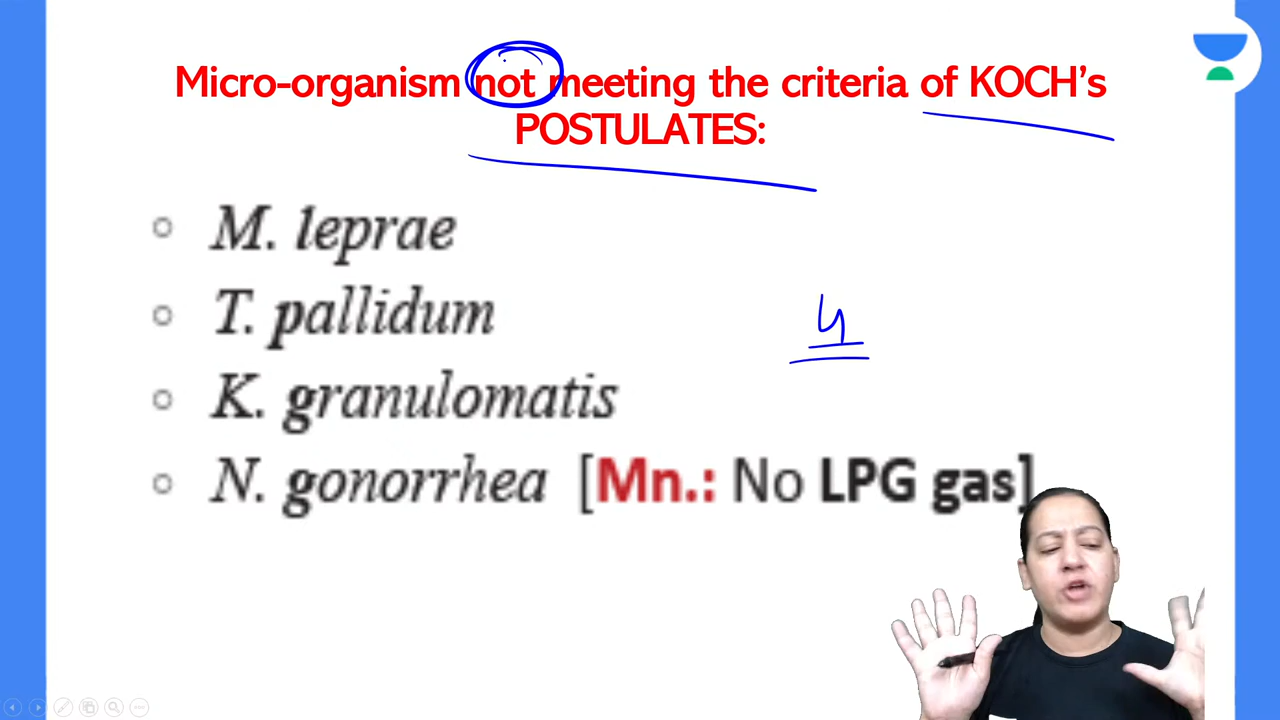 Micro-organism not meeting the criteria of KOCH's
POSTULATES:
M. leprae
T. pallidum
4
K. granulomatis
N. gonorrhea [Mn.: No LPG gas]